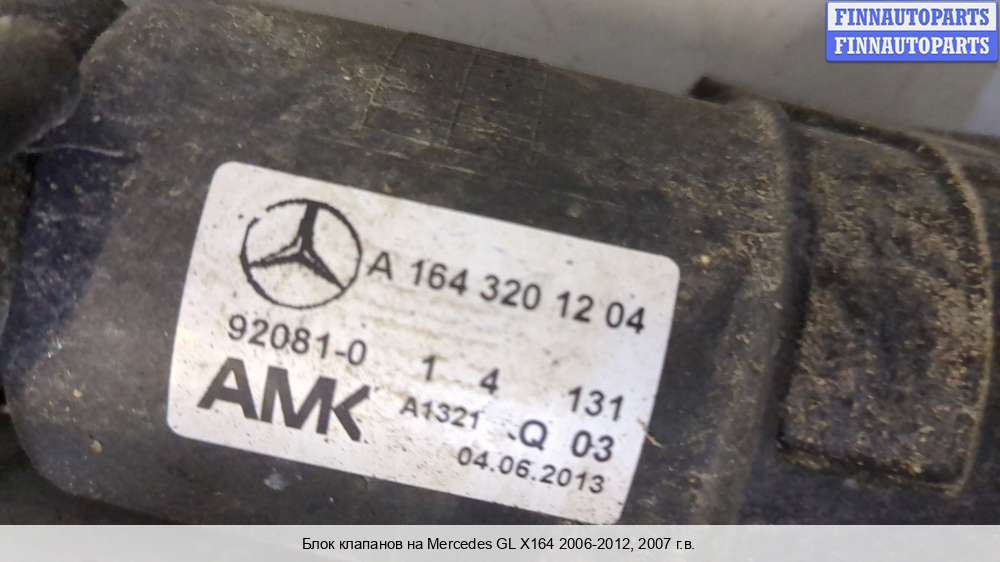 FINNAUTOPARTS
FINNAUTOPARTS
A 164 320 12 04
92081-0 1 4 131
AMK A1321 Q 03
04.06.2013
Блок клапанов на Mercedes GL X164 2006-2012, 2007 г.в.